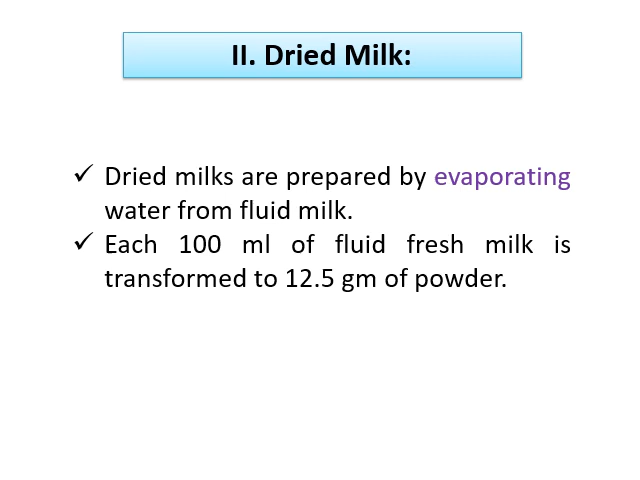 II. Dried Milk:
✓ Dried milks are prepared by evaporating
water from fluid milk.
✓ Each 100 ml of fluid fresh milk is
transformed to 12.5 gm of powder.